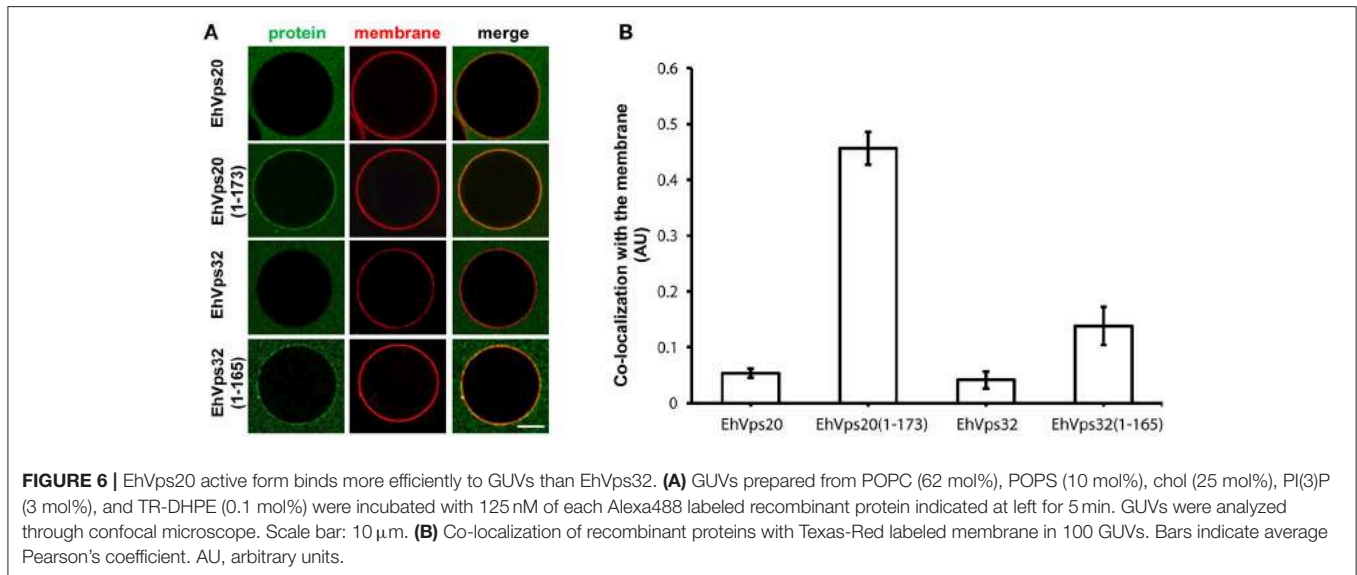 A
protein membrane merge
EhVps20
EhVps20 (1-173)
EhVps32
EhVps32 (1-165)
B
Co-localization with the membrane (AU)
0.6
0.5
0.4
0.3
0.2
0.1
0
EhVps20 EhVps20(1-173) EhVps32 EhVps32(1-165)
FIGURE 6 | EhVps20 active form binds more efficiently to GUVs than EhVps32. (A) GUVs prepared from POPC (62 mol%), POPS (10 mol%), chol (25 mol%), PI(3)P
(3 mol%), and TR-DHPE (0.1 mol%) were incubated with 125 nM of each Alexa488 labeled recombinant protein indicated at left for 5 min. GUVs were analyzed
through confocal microscope. Scale bar: 10 μm. (B) Co-localization of recombinant proteins with Texas-Red labeled membrane in 100 GUVs. Bars indicate average
Pearson's coefficient. AU, arbitrary units.